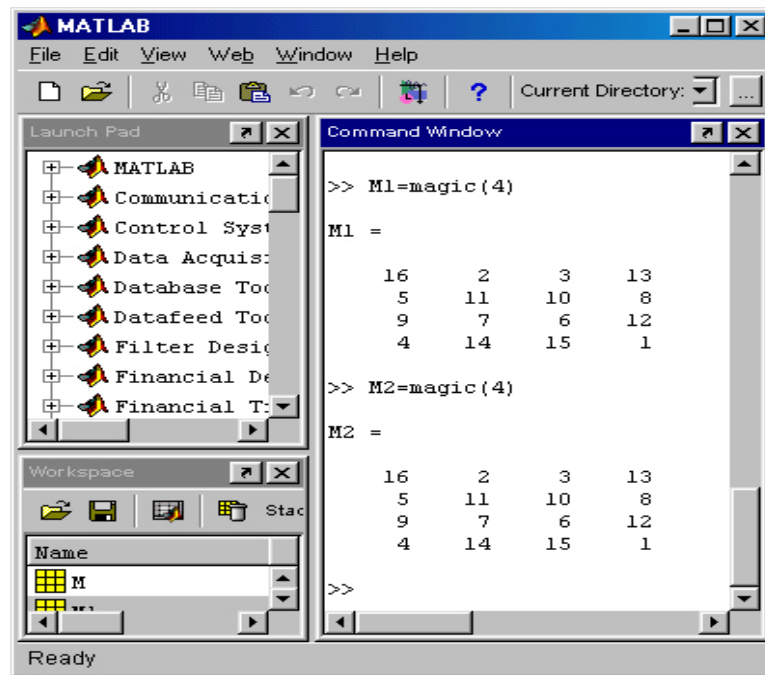 MATLAB
File Edit View Web Window Help
? Current Directory: ...
Launch Pad
MATLAB
Communicatic
Control Syst
Data Acquis
Database Too
Datafeed Too
Filter Desig
Financial De
Financial T
Workspace
Stac
Name
M
M1
Command Window
>> M1=magic(4)
M1 =
16 2 3 13
5 11 10 8
9 7 6 12
4 14 15 1
>> M2=magic(4)
M2 =
16 2 3 13
5 11 10 8
9 7 6 12
4 14 15 1
>>
Ready